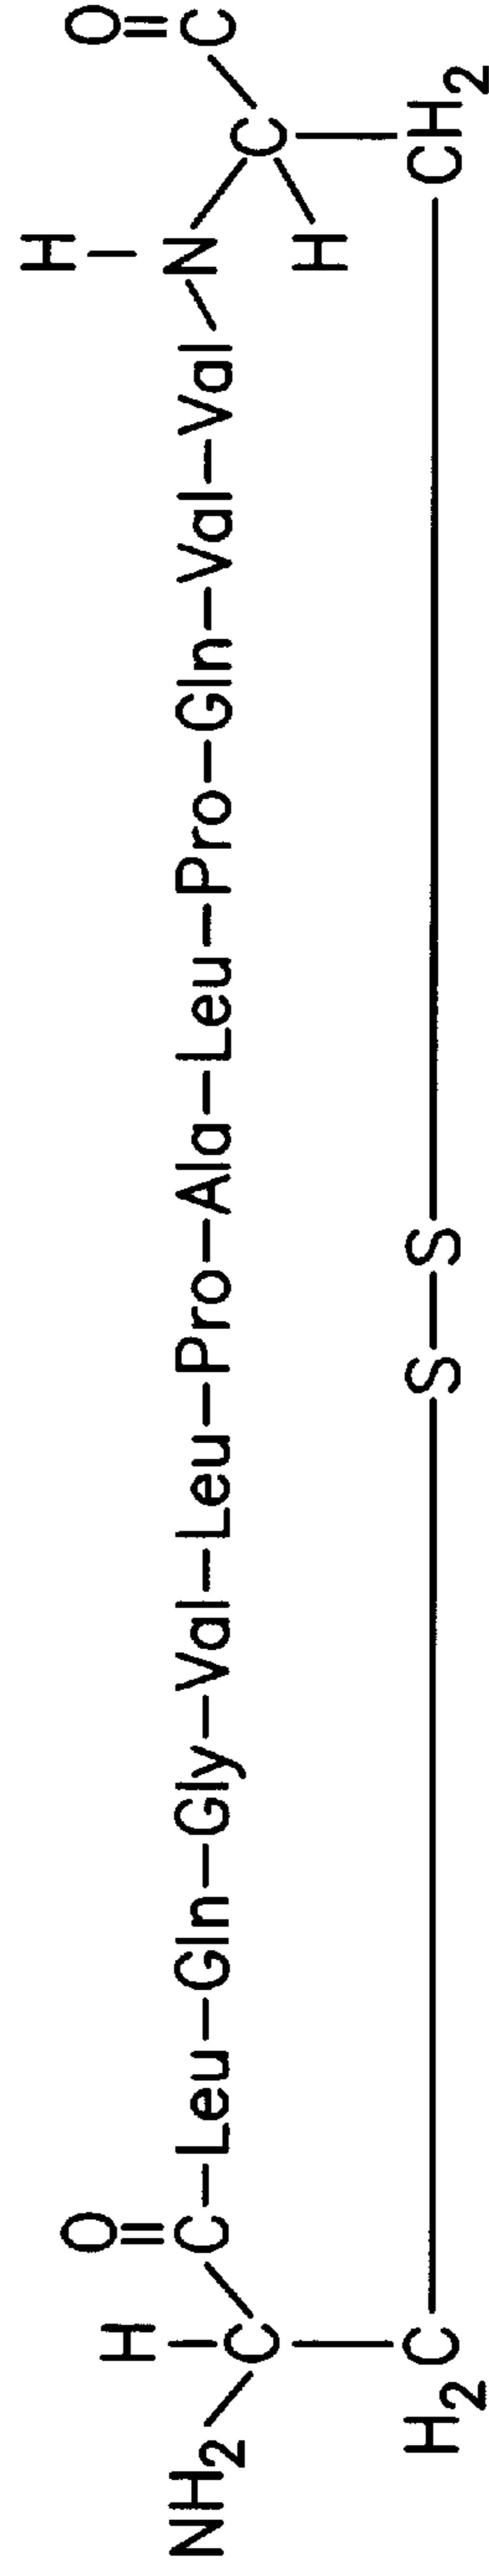 O H O
H
NH2 C C-Leu-Gln-Gly-Val-Leu-Pro-Ala-Leu-Pro-Gln-Val-Val N C C
H
H2C S-S CH2